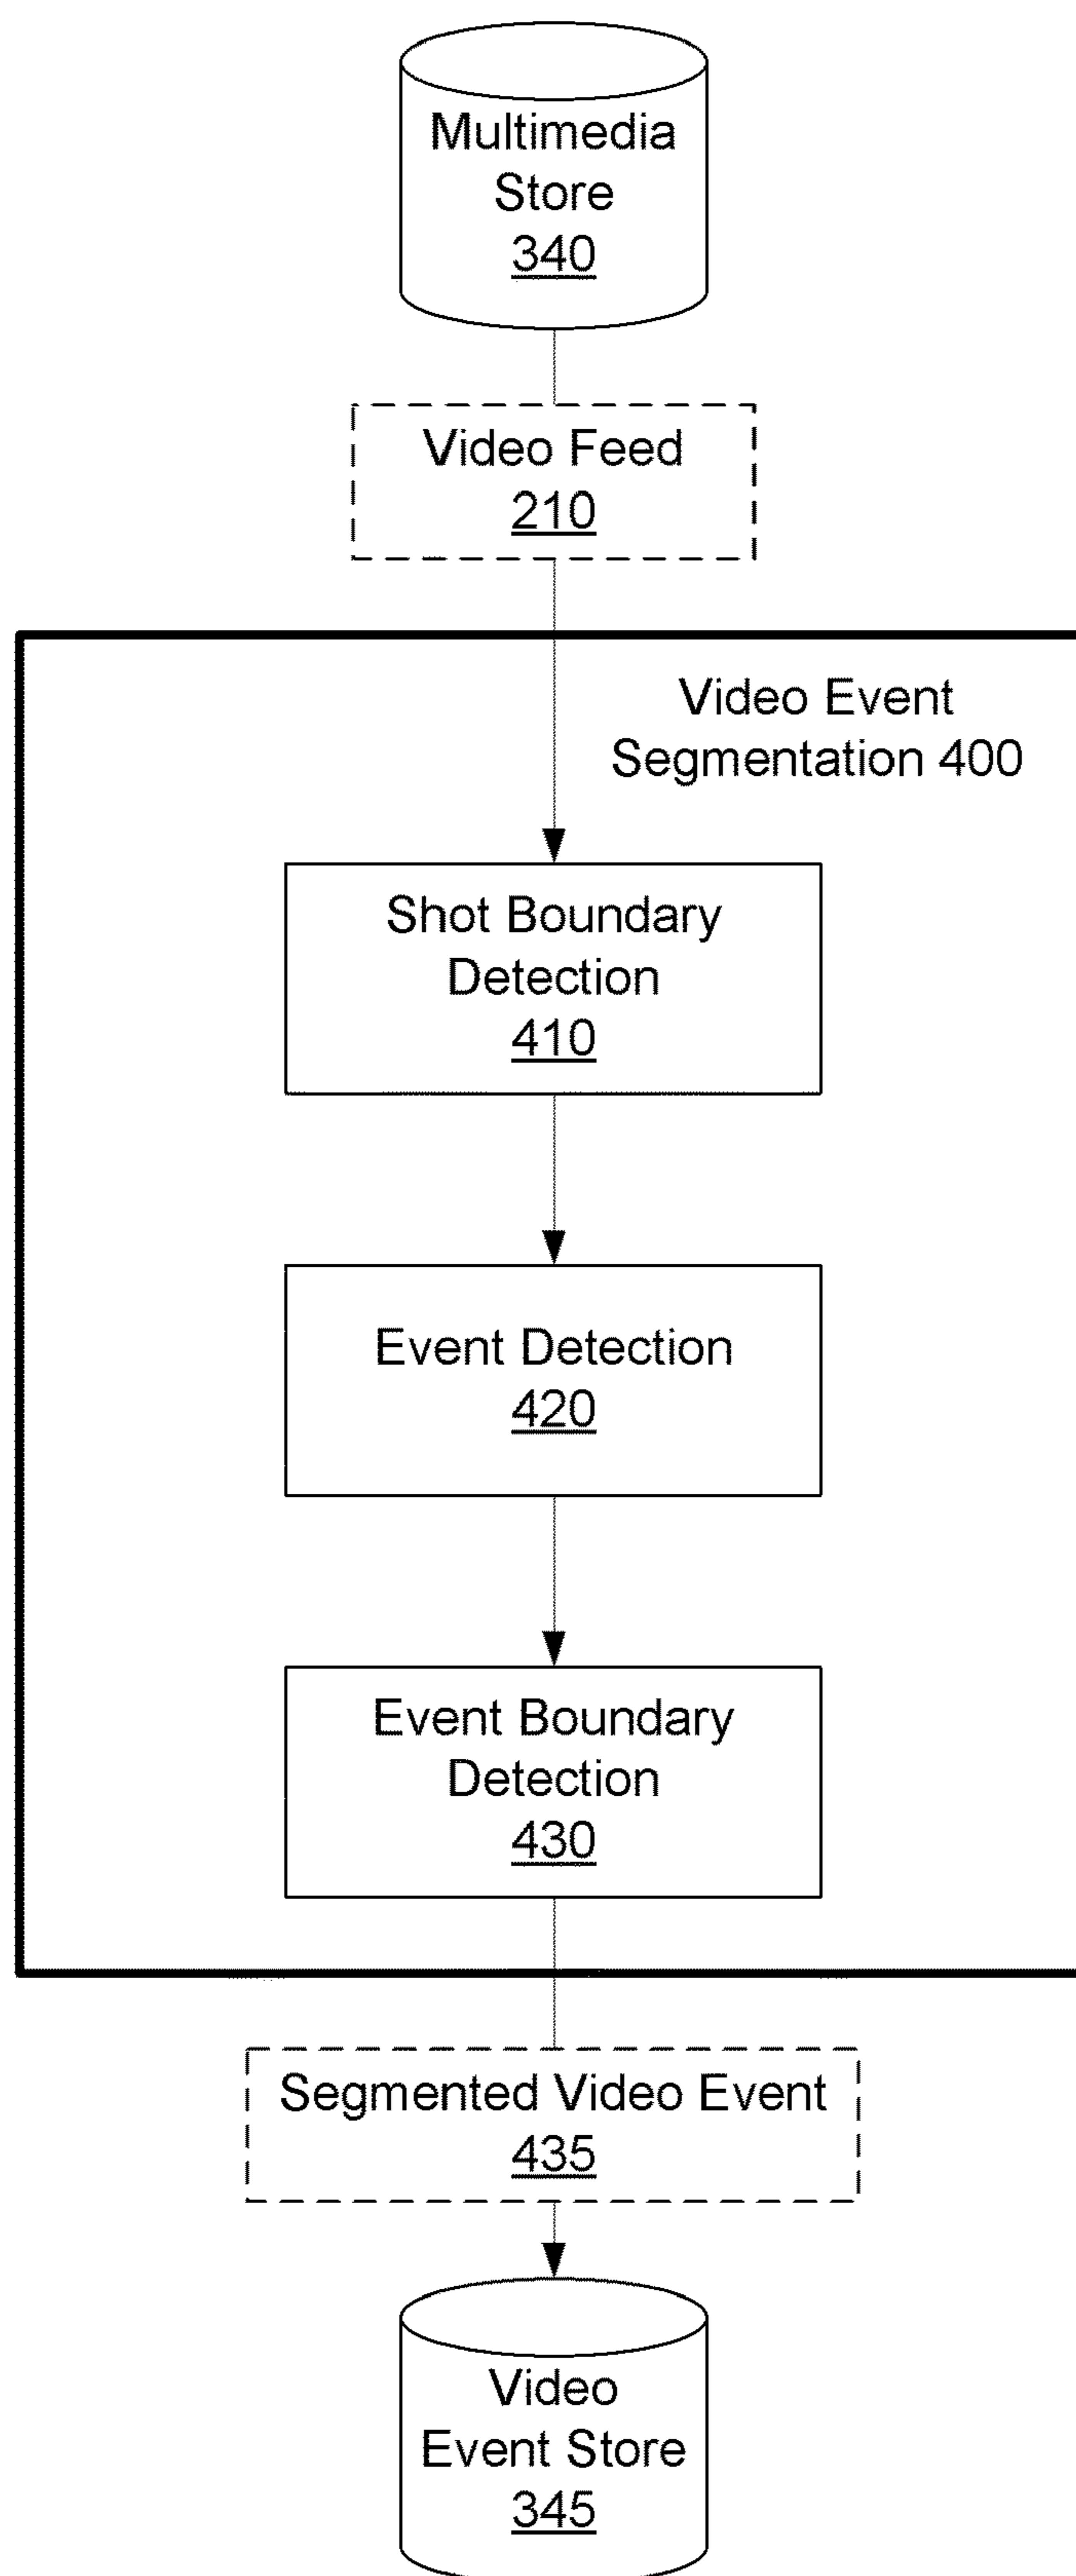 Multimedia
Store
340
Video Feed
210
Video Event
Segmentation 400
Shot Boundary
Detection
410
Event Detection
420
Event Boundary
Detection
430
Segmented Video Event
435
Video
Event Store
345